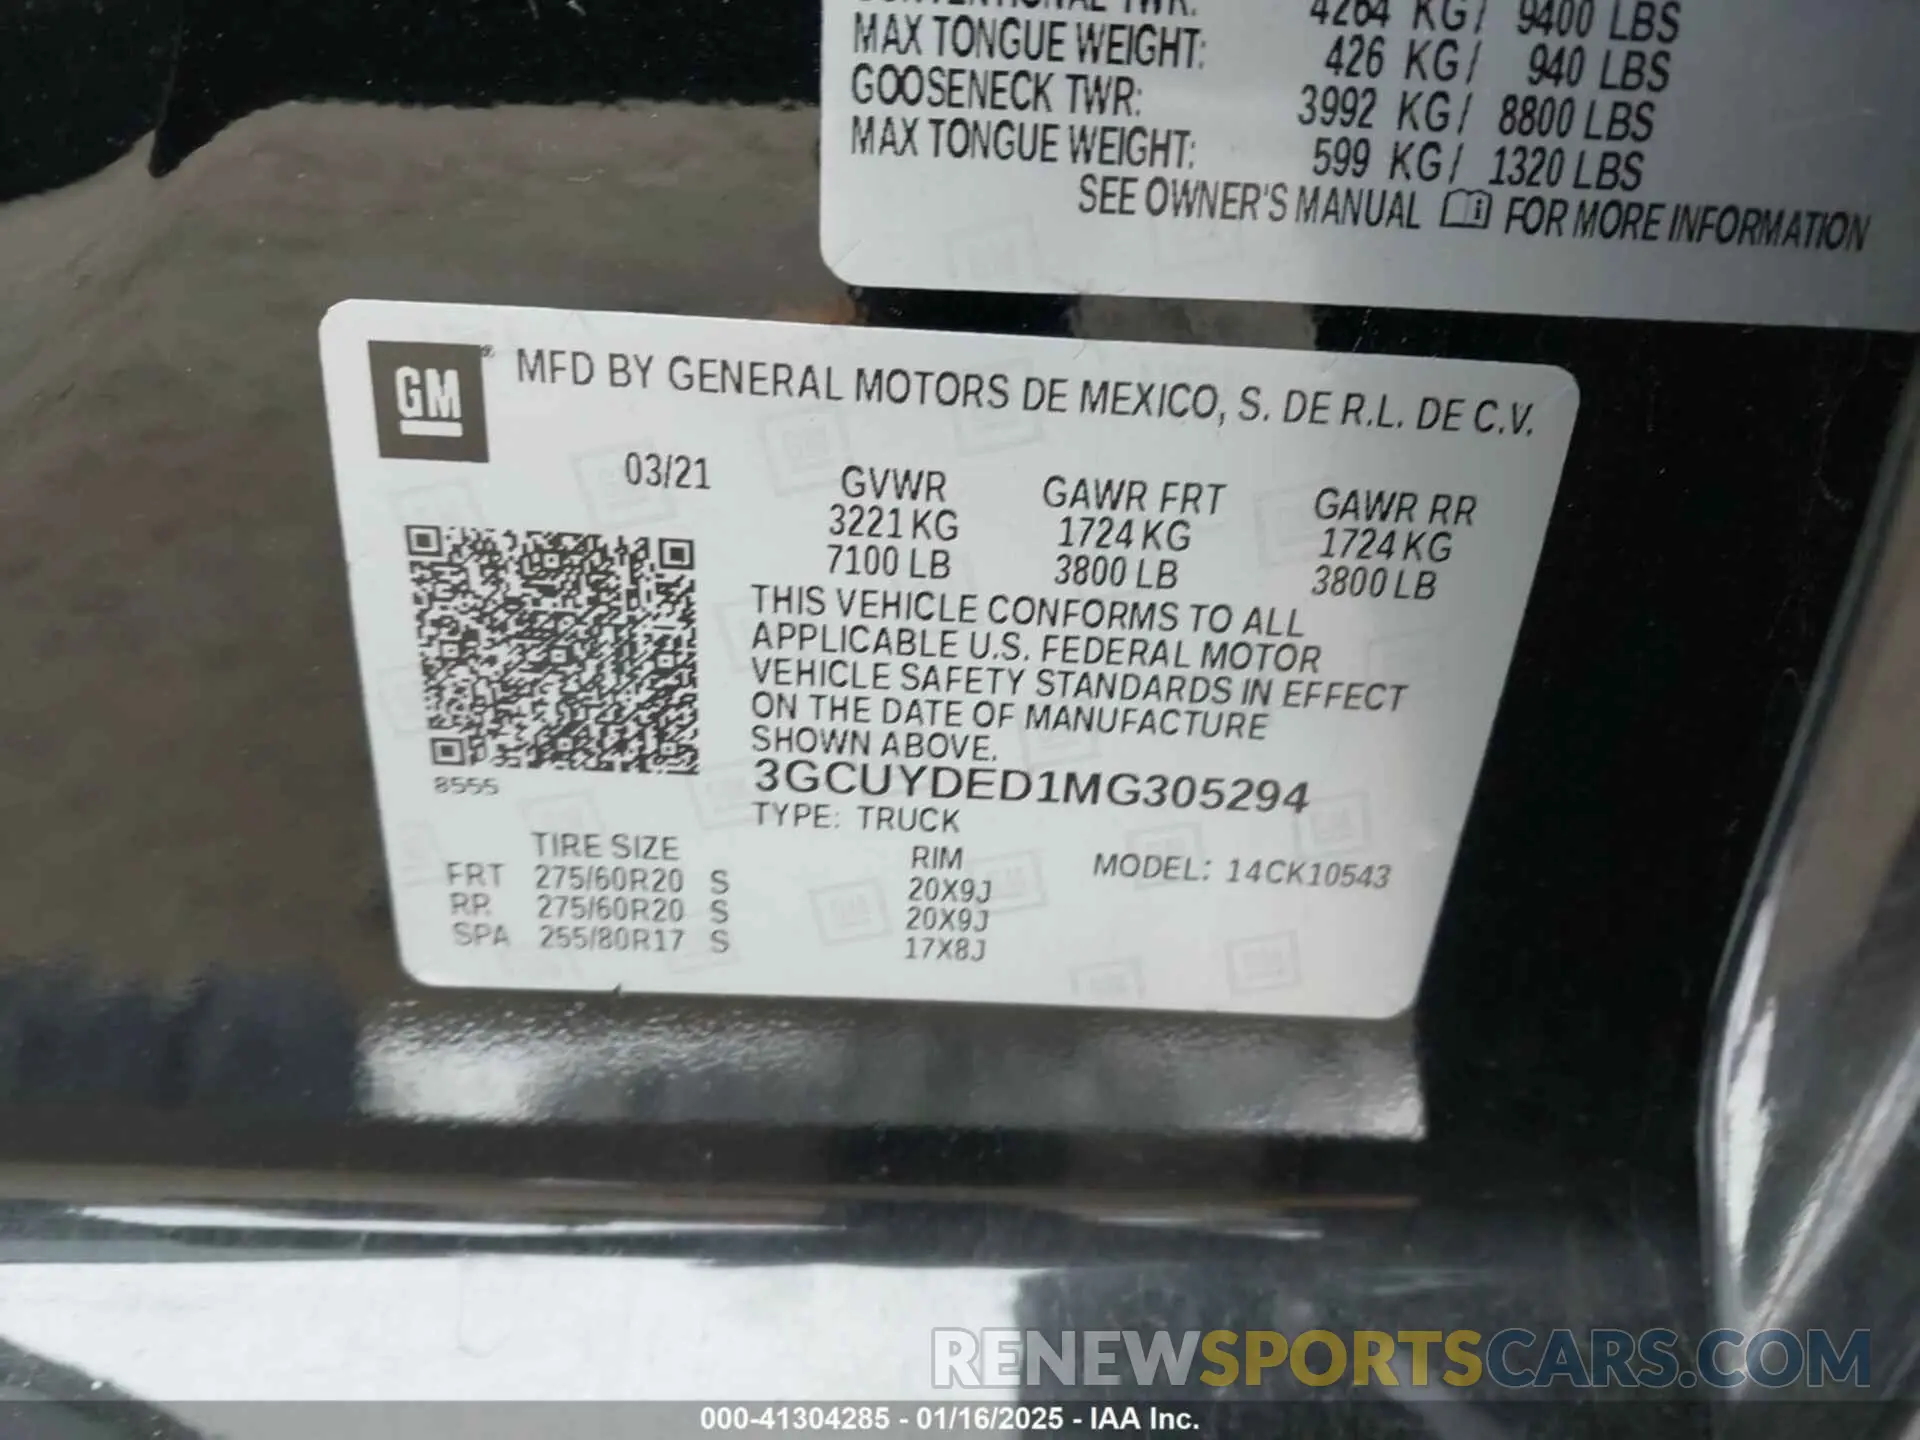 CONVENTIONAL TWR: 4264 KG/ 9400 LBS
MAX TONGUE WEIGHT: 426 KG/ 940 LBS
GOOSENECK TWR: 3992 KG/ 8800 LBS
MAX TONGUE WEIGHT: 599 KG/ 1320 LBS
SEE OWNER'S MANUAL FOR MORE INFORMATION
GM® MFD BY GENERAL MOTORS DE MEXICO, S. DE R.L. DE C.V.
03/21 GVWR GAWR FRT GAWR RR
3221 KG 1724 KG 1724 KG
7100 LB 3800 LB 3800 LB
THIS VEHICLE CONFORMS TO ALL
APPLICABLE U.S. FEDERAL MOTOR
VEHICLE SAFETY STANDARDS IN EFFECT
ON THE DATE OF MANUFACTURE
SHOWN ABOVE.
8555 3GCUYDED1MG305294
TYPE: TRUCK
TIRE SIZE RIM MODEL: 14CK10543
FRT 275/60R20 S 20X9J
RR 275/60R20 S 20X9J
SPA 255/80R17 S 17X8J
RENEWSPORTSCARS.COM
000-41304285 - 01/16/2025 - IAA Inc.